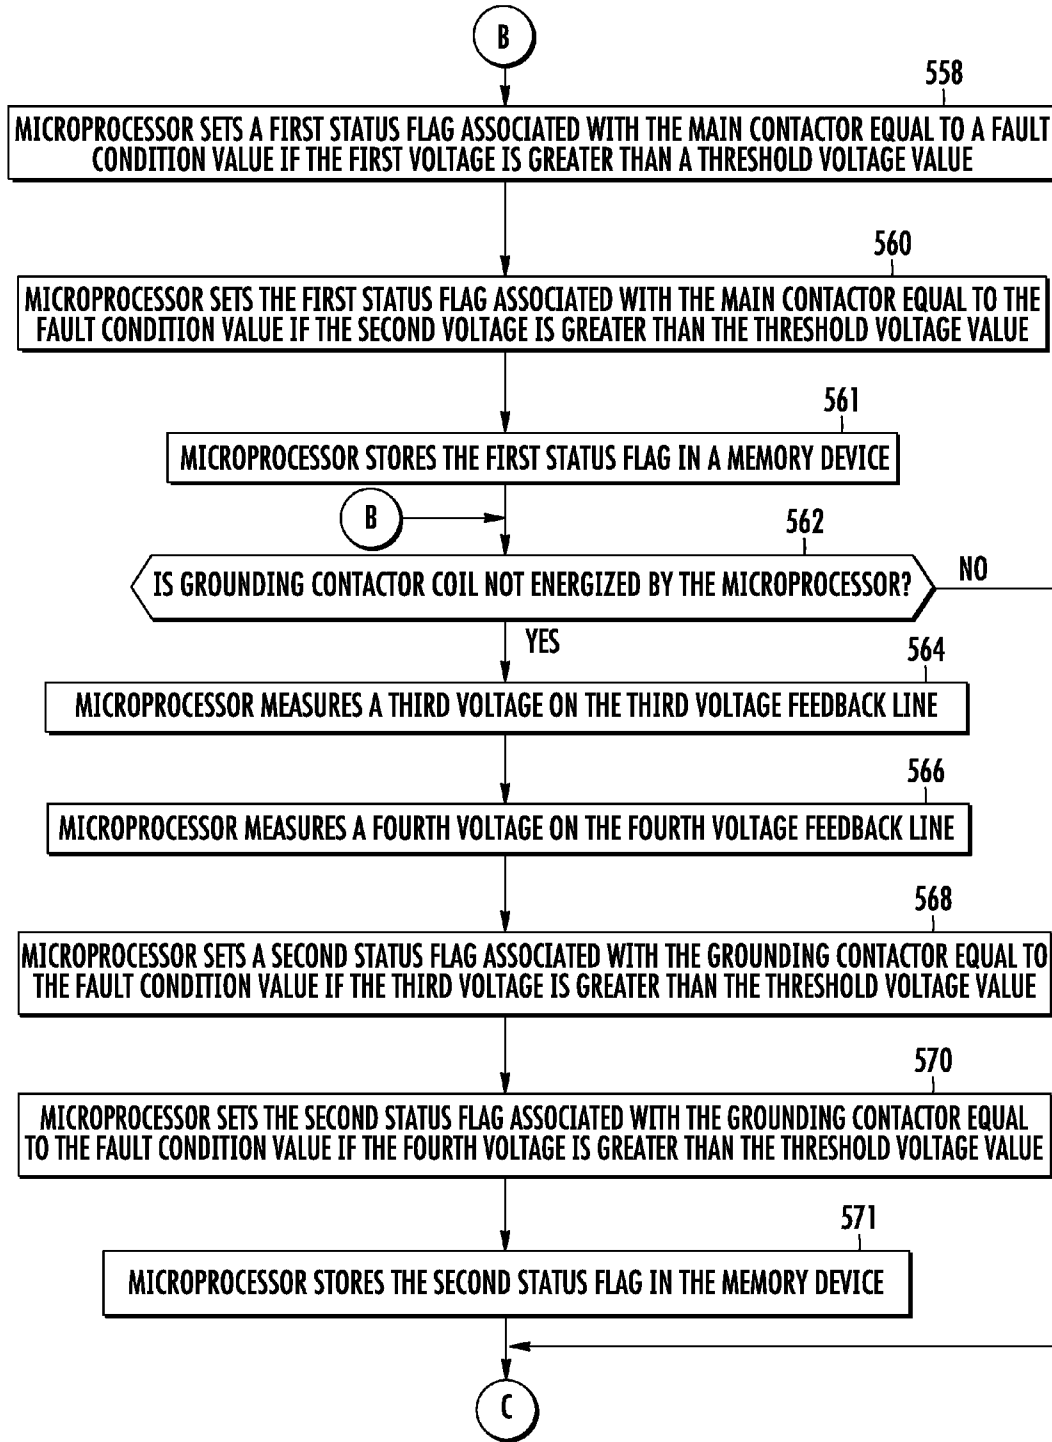 B
558
MICROPROCESSOR SETS A FIRST STATUS FLAG ASSOCIATED WITH THE MAIN CONTACTOR EQUAL TO A FAULT
CONDITION VALUE IF THE FIRST VOLTAGE IS GREATER THAN A THRESHOLD VOLTAGE VALUE
560
MICROPROCESSOR SETS THE FIRST STATUS FLAG ASSOCIATED WITH THE MAIN CONTACTOR EQUAL TO THE
FAULT CONDITION VALUE IF THE SECOND VOLTAGE IS GREATER THAN THE THRESHOLD VOLTAGE VALUE
561
MICROPROCESSOR STORES THE FIRST STATUS FLAG IN A MEMORY DEVICE
B
562
IS GROUNDING CONTACTOR COIL NOT ENERGIZED BY THE MICROPROCESSOR?
NO
YES
564
MICROPROCESSOR MEASURES A THIRD VOLTAGE ON THE THIRD VOLTAGE FEEDBACK LINE
566
MICROPROCESSOR MEASURES A FOURTH VOLTAGE ON THE FOURTH VOLTAGE FEEDBACK LINE
568
MICROPROCESSOR SETS A SECOND STATUS FLAG ASSOCIATED WITH THE GROUNDING CONTACTOR EQUAL TO
THE FAULT CONDITION VALUE IF THE THIRD VOLTAGE IS GREATER THAN THE THRESHOLD VOLTAGE VALUE
570
MICROPROCESSOR SETS THE SECOND STATUS FLAG ASSOCIATED WITH THE GROUNDING CONTACTOR EQUAL
TO THE FAULT CONDITION VALUE IF THE FOURTH VOLTAGE IS GREATER THAN THE THRESHOLD VOLTAGE VALUE
571
MICROPROCESSOR STORES THE SECOND STATUS FLAG IN THE MEMORY DEVICE
C